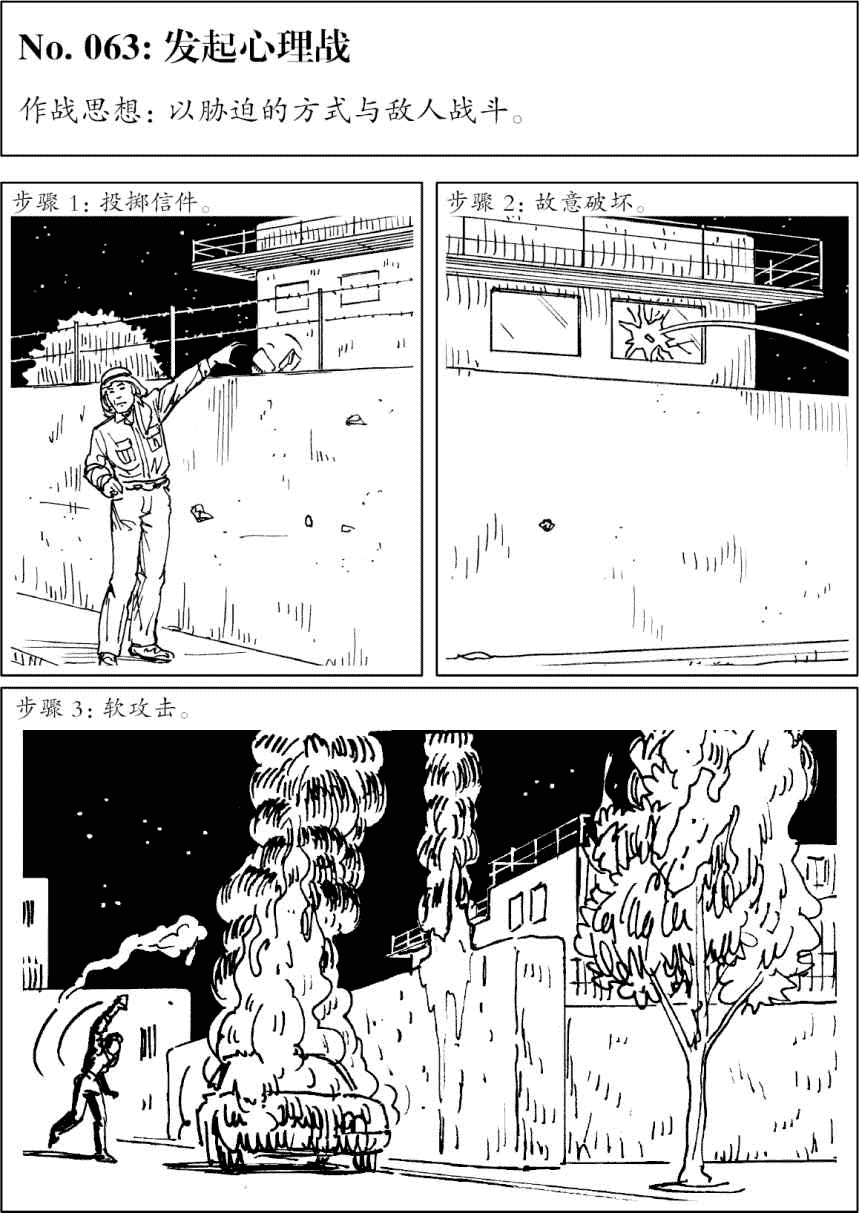 No. 063: 发起心理战
作战思想: 以胁迫的方式与敌人战斗。
步骤 1: 投掷信件。
步骤 2: 故意破坏。
步骤 3: 软攻击。